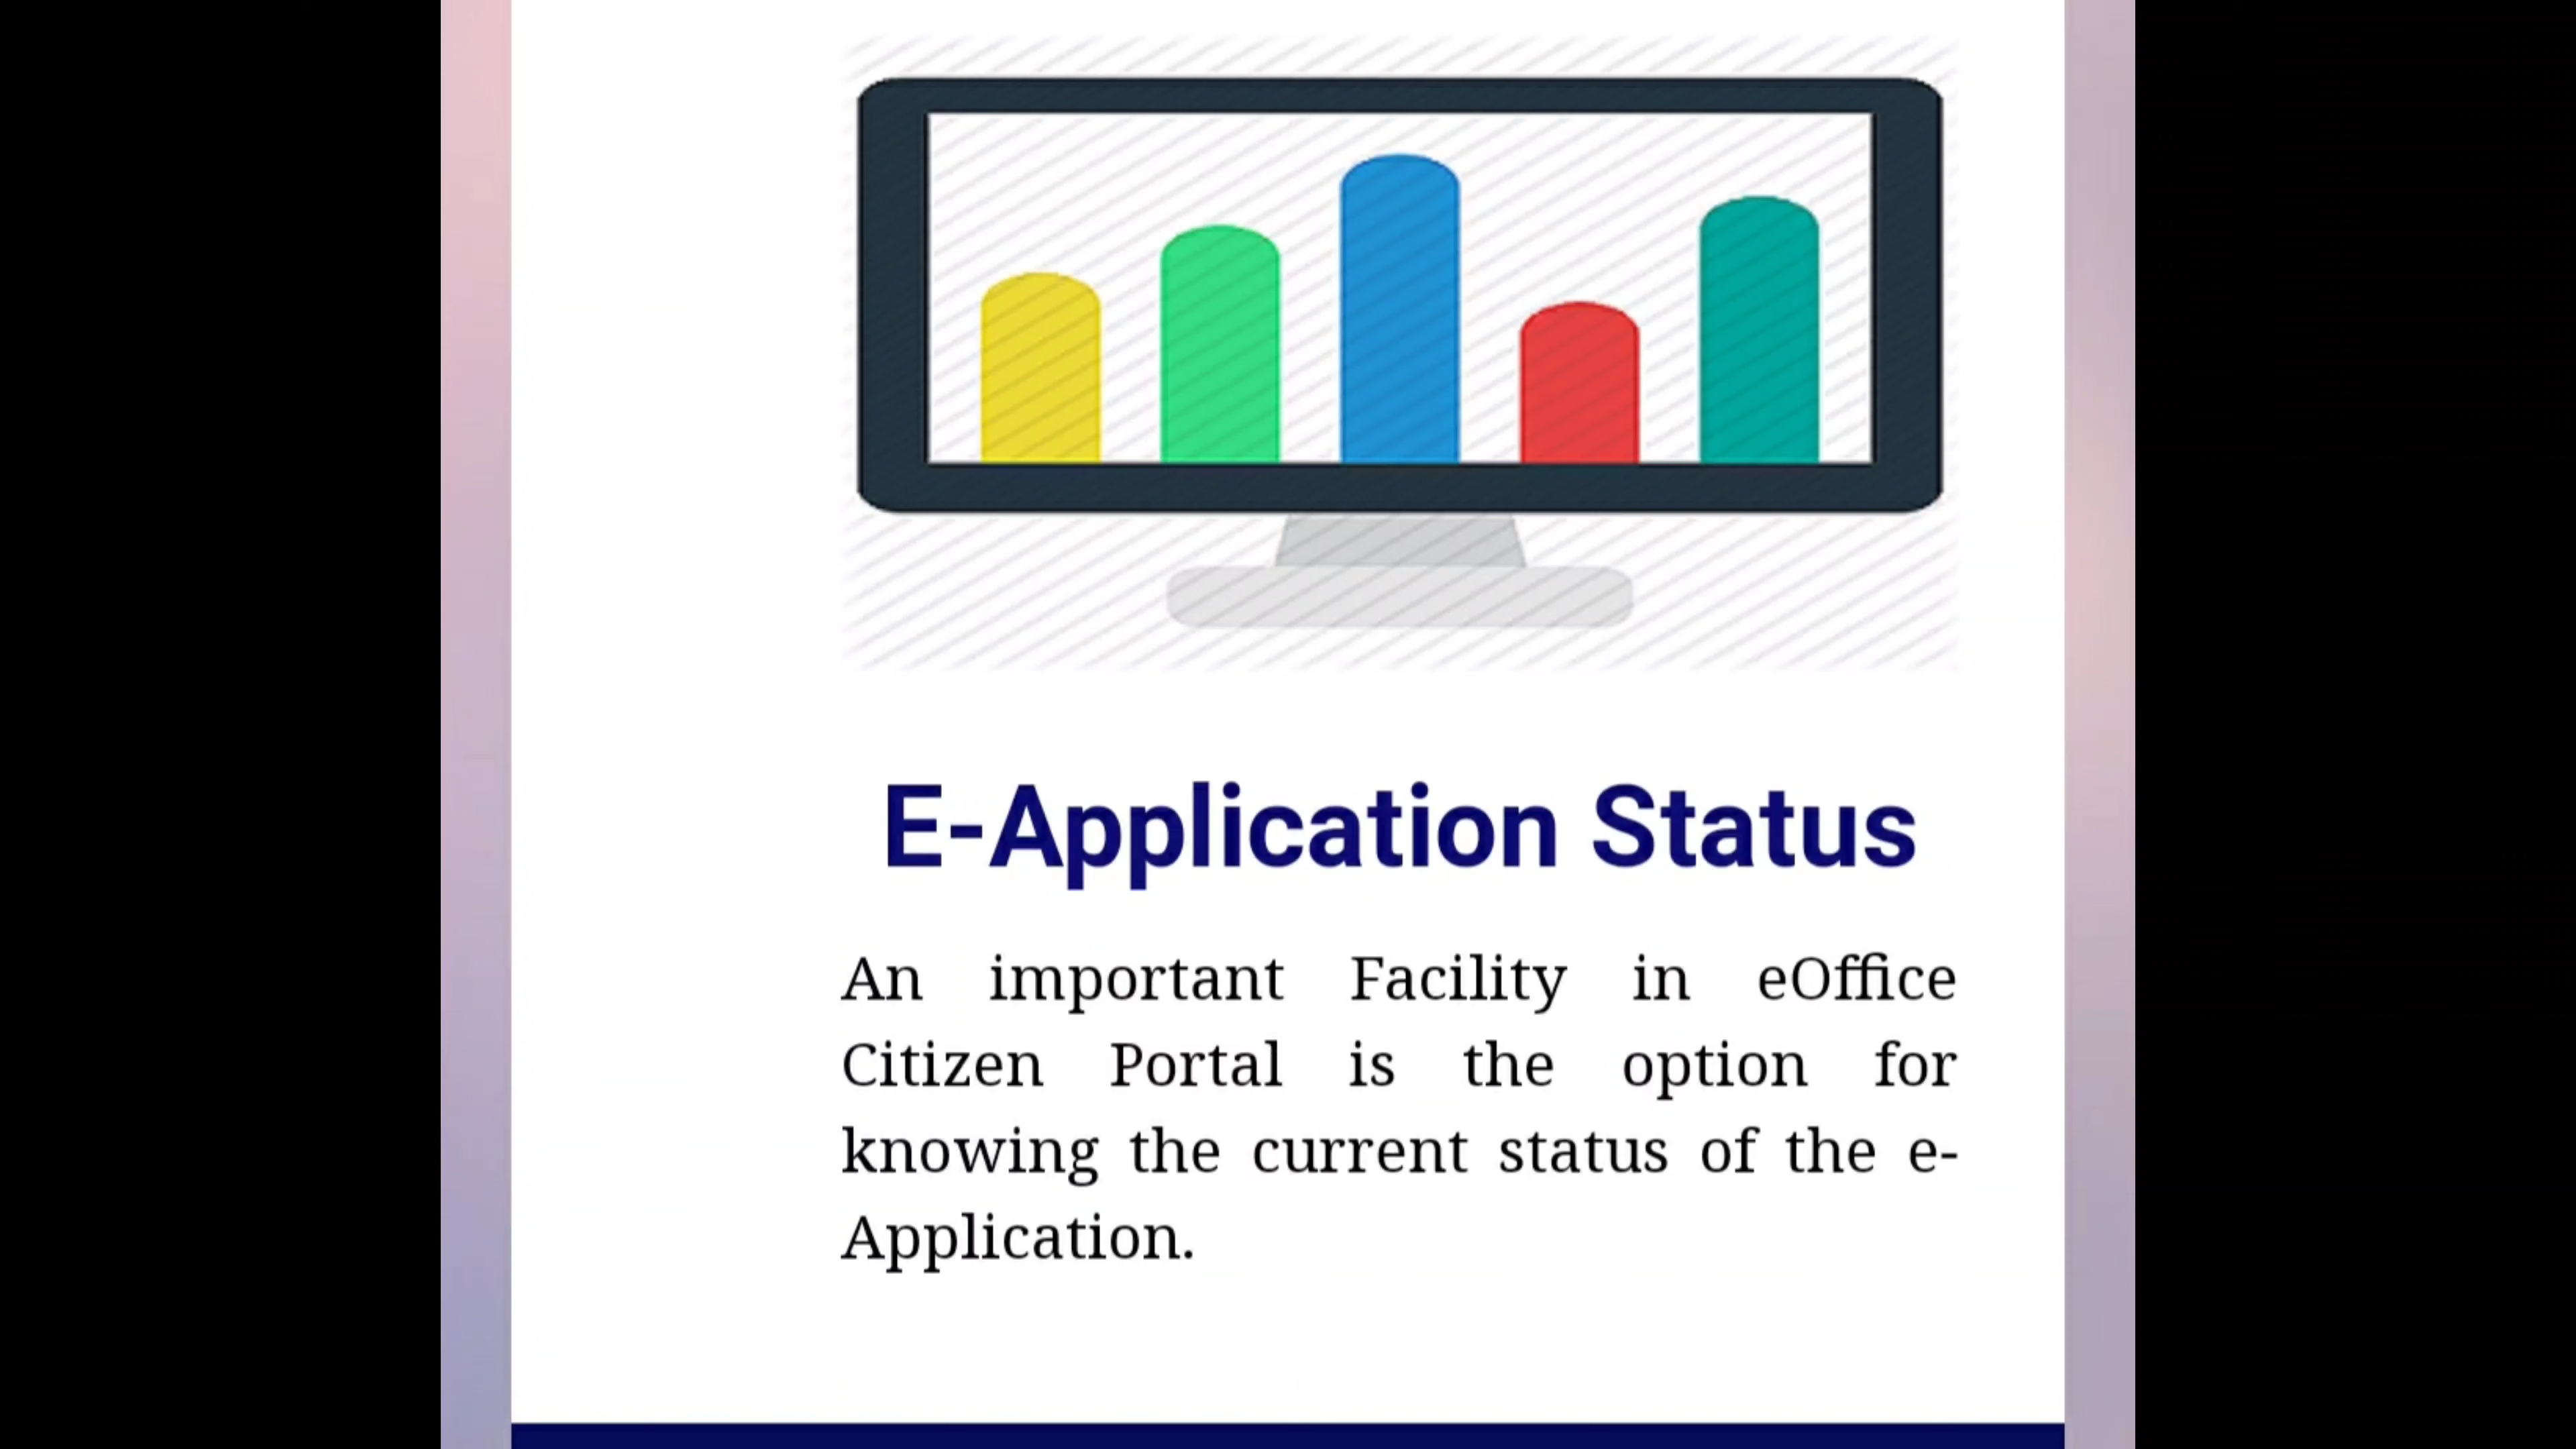 E-Application Status
An important Facility in eOffice
Citizen Portal is the option for
knowing the current status of the e-
Application.